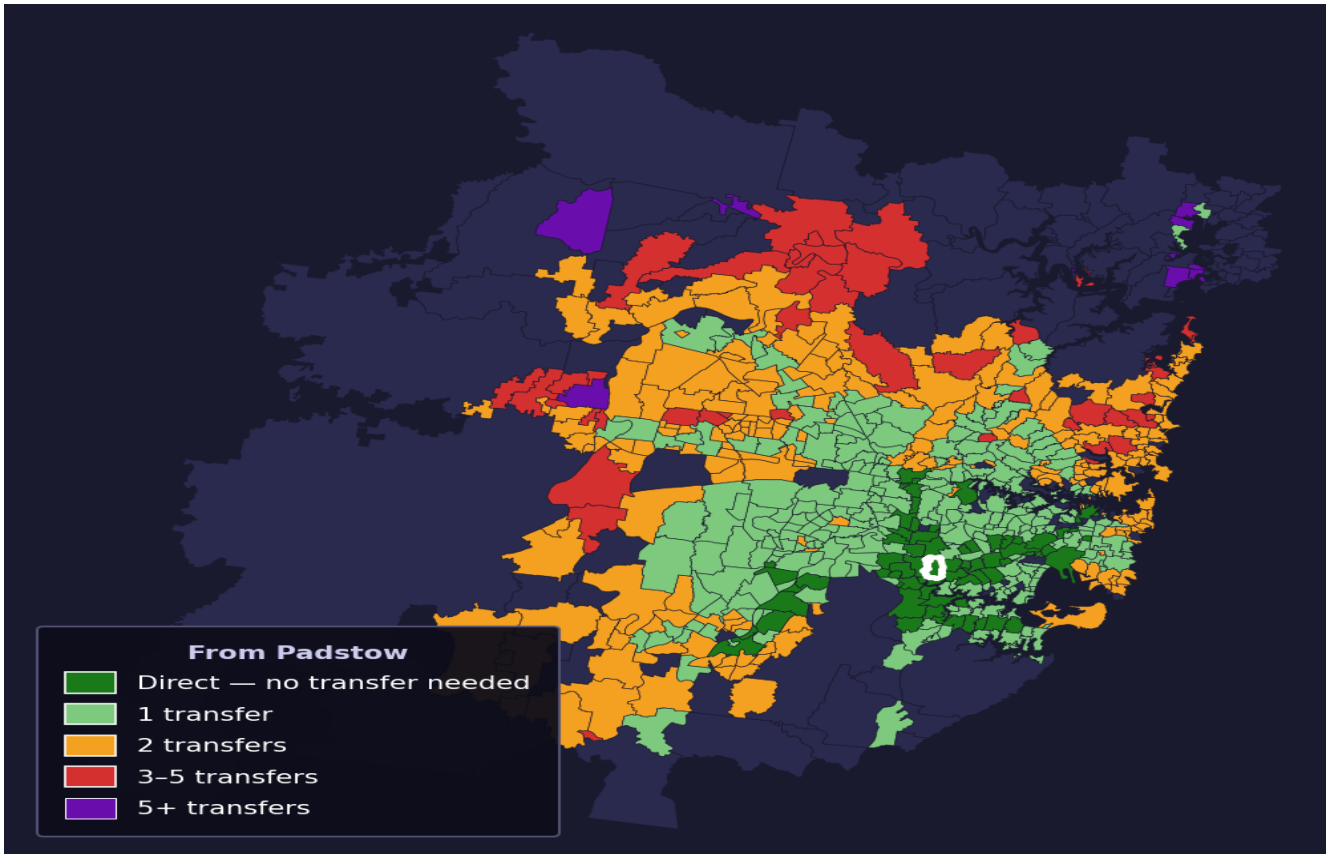 From Padstow
Direct — no transfer needed
1 transfer
2 transfers
3–5 transfers
5+ transfers